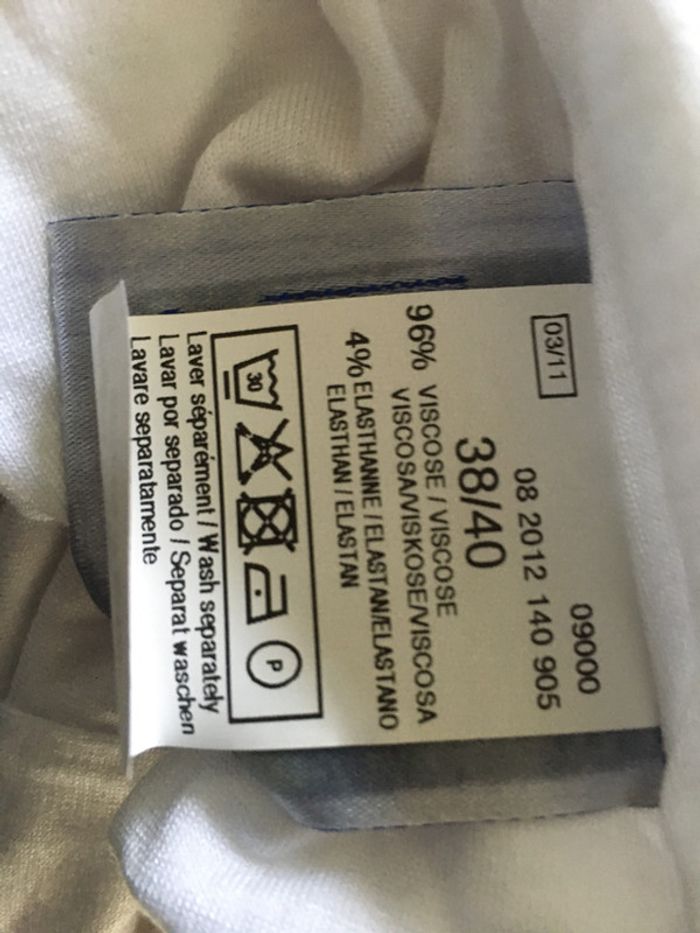 09000
03/11
08 2012 140 905
38/40
96% VISCOSE / VISCOSE
VISCOSA/VISKOSE/VISCOSA
4% ELASTHANNE / ELASTAN/ELASTANO
ELASTHAN / ELASTAN
30
P
Laver séparément / Wash separately
Lavar por separado / Separat waschen
Lavare separatamente